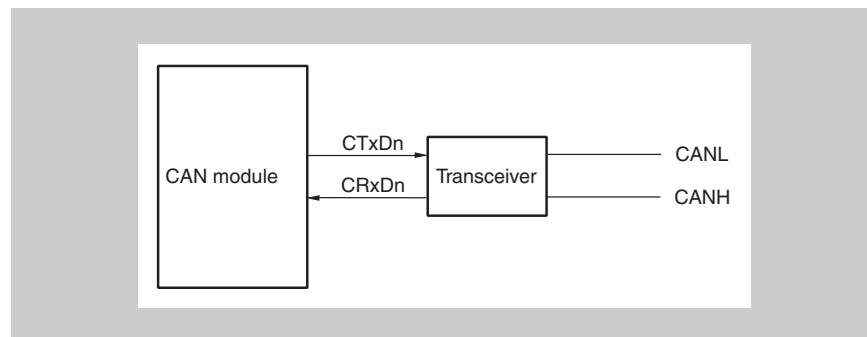 CTxDn
CANL
CAN module
Transceiver
CRxDn
CANH